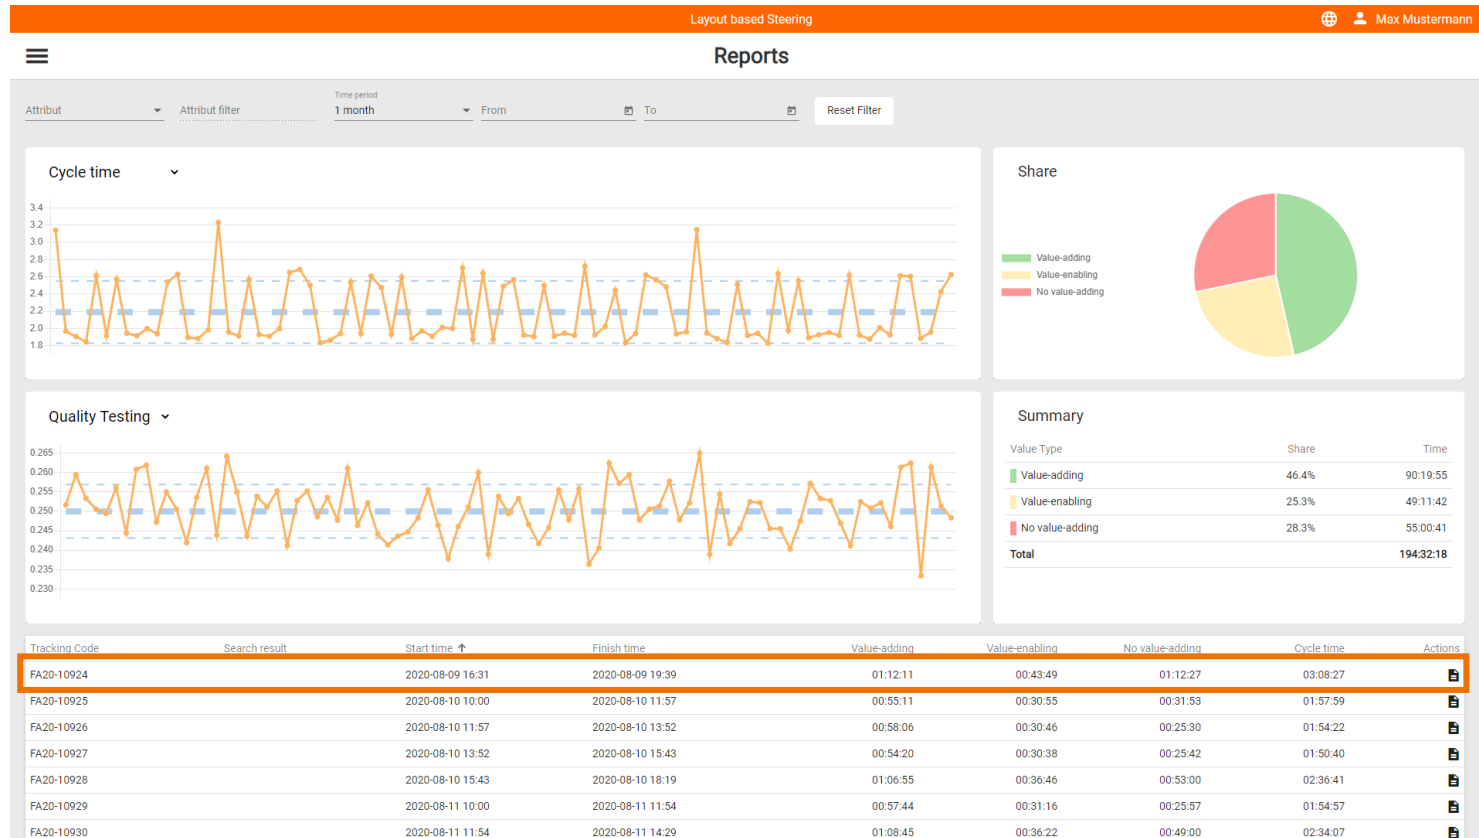 Layout based Steering
Max Mustermann
Reports
Attribut
Attribut filter
Time period
1 month
From
To
Reset Filter
Cycle time
3.4
3.2
3.0
2.8
2.6
2.4
2.2
2.0
1.8
Share
Value-adding
Value-enabling
No value-adding
Quality Testing
0.265
0.260
0.255
0.250
0.245
0.240
0.235
0.230
Summary
Value Type Share Time
Value-adding 46.4% 90:19:55
Value-enabling 25.3% 49:11:42
No value-adding 28.3% 55:00:41
Total 194:32:18
Tracking Code Search result Start time Finish time Value-adding Value-enabling No value-adding Cycle time Actions
FA20-10924 2020-08-09 16:31 2020-08-09 19:39 01:12:11 00:43:49 01:12:27 03:08:27
FA20-10925 2020-08-10 10:00 2020-08-10 11:57 00:55:11 00:30:55 00:31:53 01:57:59
FA20-10926 2020-08-10 11:57 2020-08-10 13:52 00:58:06 00:30:46 00:25:30 01:54:22
FA20-10927 2020-08-10 13:52 2020-08-10 15:43 00:54:20 00:30:38 00:25:42 01:50:40
FA20-10928 2020-08-10 15:43 2020-08-10 18:19 01:06:55 00:36:46 00:53:00 02:36:41
FA20-10929 2020-08-11 10:00 2020-08-11 11:54 00:57:44 00:31:16 00:25:57 01:54:57
FA20-10930 2020-08-11 11:54 2020-08-11 14:29 01:08:45 00:36:22 00:49:00 02:34:07